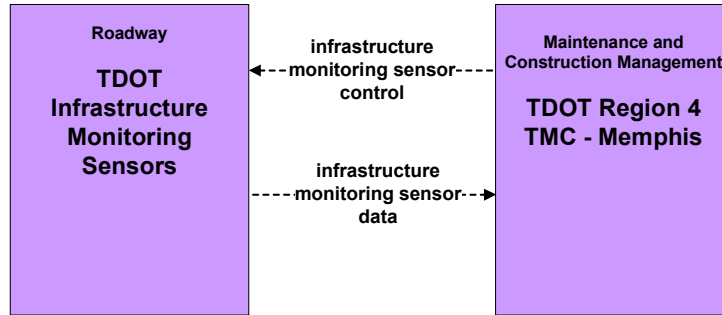 Roadway
TDOT
Infrastructure
Monitoring
Sensors
infrastructure
monitoring sensor
control
infrastructure
monitoring sensor
data
Maintenance and
Construction Management
TDOT Region 4
TMC - Memphis